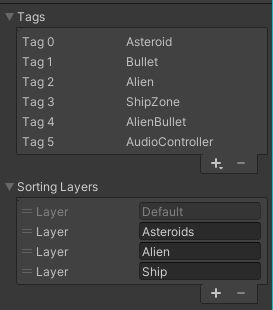 Tags
Tag 0 Asteroid
Tag 1 Bullet
Tag 2 Alien
Tag 3 ShipZone
Tag 4 AlienBullet
Tag 5 AudioController
Sorting Layers
Layer Default
Layer Asteroids
Layer Alien
Layer Ship